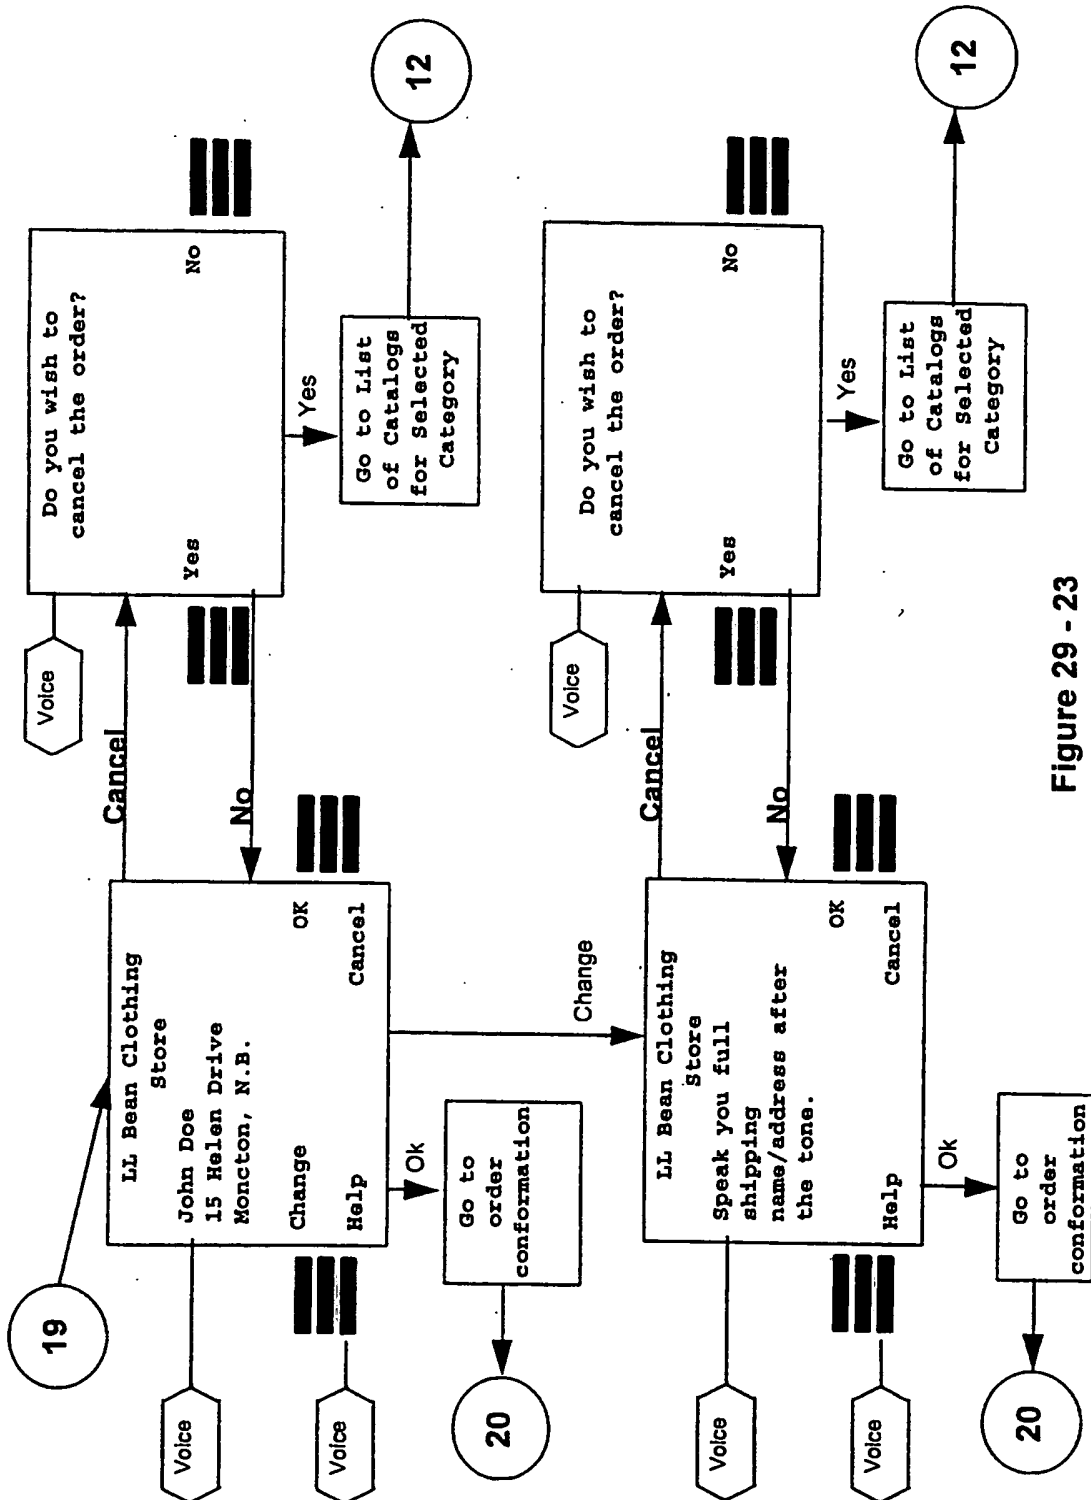 19
LL Bean Clothing
Store
John Doe
15 Helen Drive
Moncton, N.B.
Change
OK
Help
Cancel
Voice
Voice
Cancel
No
Voice
Do you wish to
cancel the order?
Yes
No
Yes
Go to List
of Catalogs
for Selected
Category
12
Ok
Go to
order
conformation
20
Change
LL Bean Clothing
Store
Speak you full
shipping
name/address after
the tone.
OK
Help
Cancel
Voice
Voice
Cancel
No
Voice
Do you wish to
cancel the order?
Yes
No
Yes
Go to List
of Catalogs
for Selected
Category
12
Ok
Go to
order
conformation
20
Figure 29 - 23